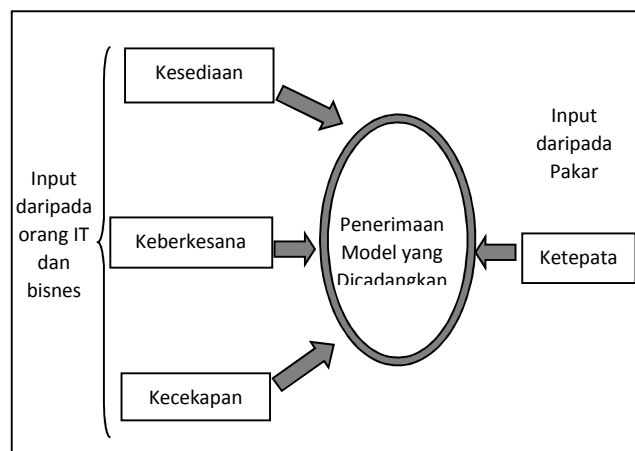 Kesediaan
Input
daripada
orang IT
dan
bisnes
Keberkesana
Kecekapan
Penerimaan
Model yang
Dicadangkan
Input
daripada
Pakar
Ketepata